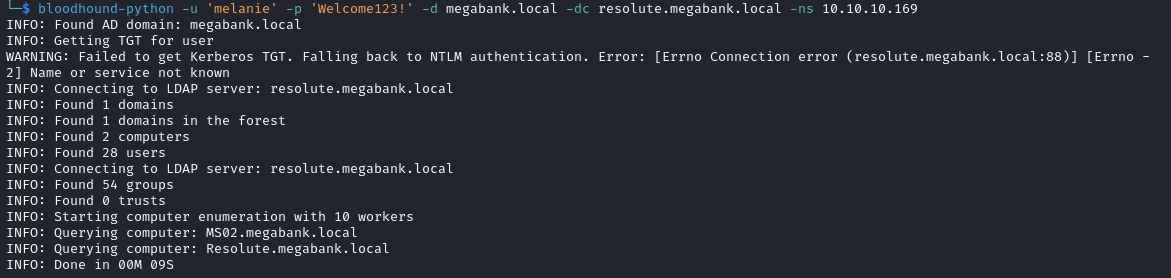 └─$ bloodhound-python -u 'melanie' -p 'Welcome123!' -d megabank.local -dc resolute.megabank.local -ns 10.10.10.169
INFO: Found AD domain: megabank.local
INFO: Getting TGT for user
WARNING: Failed to get Kerberos TGT. Falling back to NTLM authentication. Error: [Errno Connection error (resolute.megabank.local:88)] [Errno -
2] Name or service not known
INFO: Connecting to LDAP server: resolute.megabank.local
INFO: Found 1 domains
INFO: Found 1 domains in the forest
INFO: Found 2 computers
INFO: Found 28 users
INFO: Connecting to LDAP server: resolute.megabank.local
INFO: Found 54 groups
INFO: Found 0 trusts
INFO: Starting computer enumeration with 10 workers
INFO: Querying computer: MS02.megabank.local
INFO: Querying computer: Resolute.megabank.local
INFO: Done in 00M 09S